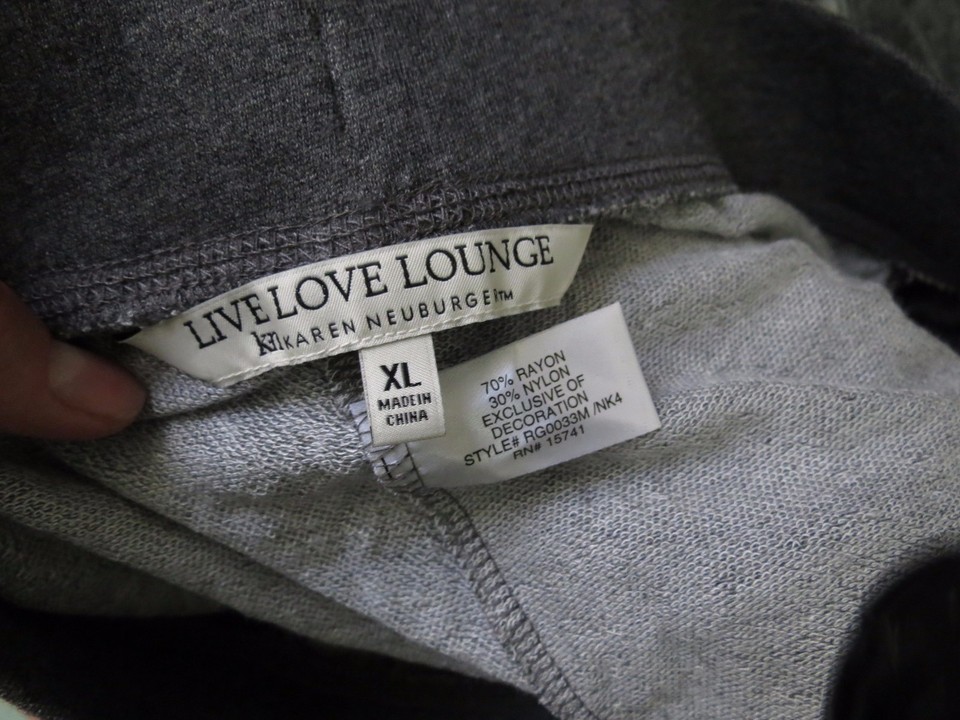 LIVE LOVE LOUNGE
kn KAREN NEUBURGER™
XL
MADE IN
CHINA
70% RAYON
30% NYLON
EXCLUSIVE OF
DECORATION
STYLE# RG0033M /NK4
RN# 15741